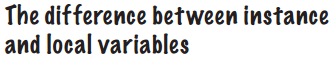 The difference between instance
and local variables